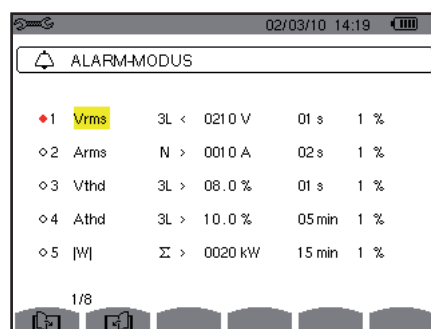 02/03/10 14:19
ALARM-MODUS
1 Vrms 3L < 0210 V 01 s 1 %
2 Arms N > 0010 A 02 s 1 %
3 Vthd 3L > 08.0 % 01 s 1 %
4 Athd 3L > 10.0 % 05 min 1 %
5 |W| Σ > 0020 kW 15 min 1 %
1/8